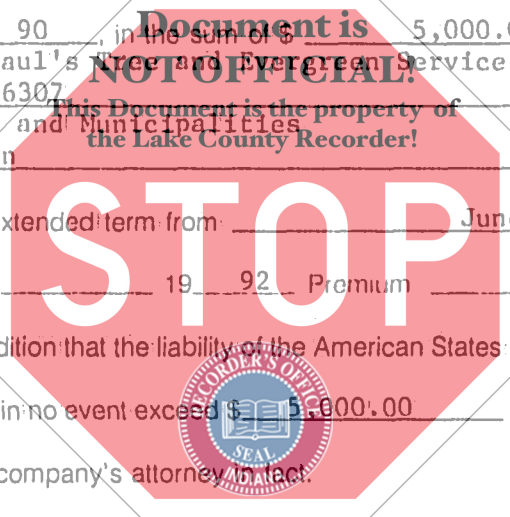 Document is
90, in the sum of $ 5,000.0
aul's Tree and Evergreen Service
NOT OFFICIAL!
6307
This Document is the property of
and Municipalities
the Lake County Recorder!
n
xtended term from June
STOP
19 92 Premium
dition that the liability of the American States
in no event exceed $ 5,000.00
RECORDER'S OFFICE
SEAL
INDIANA
company's attorney in fact.